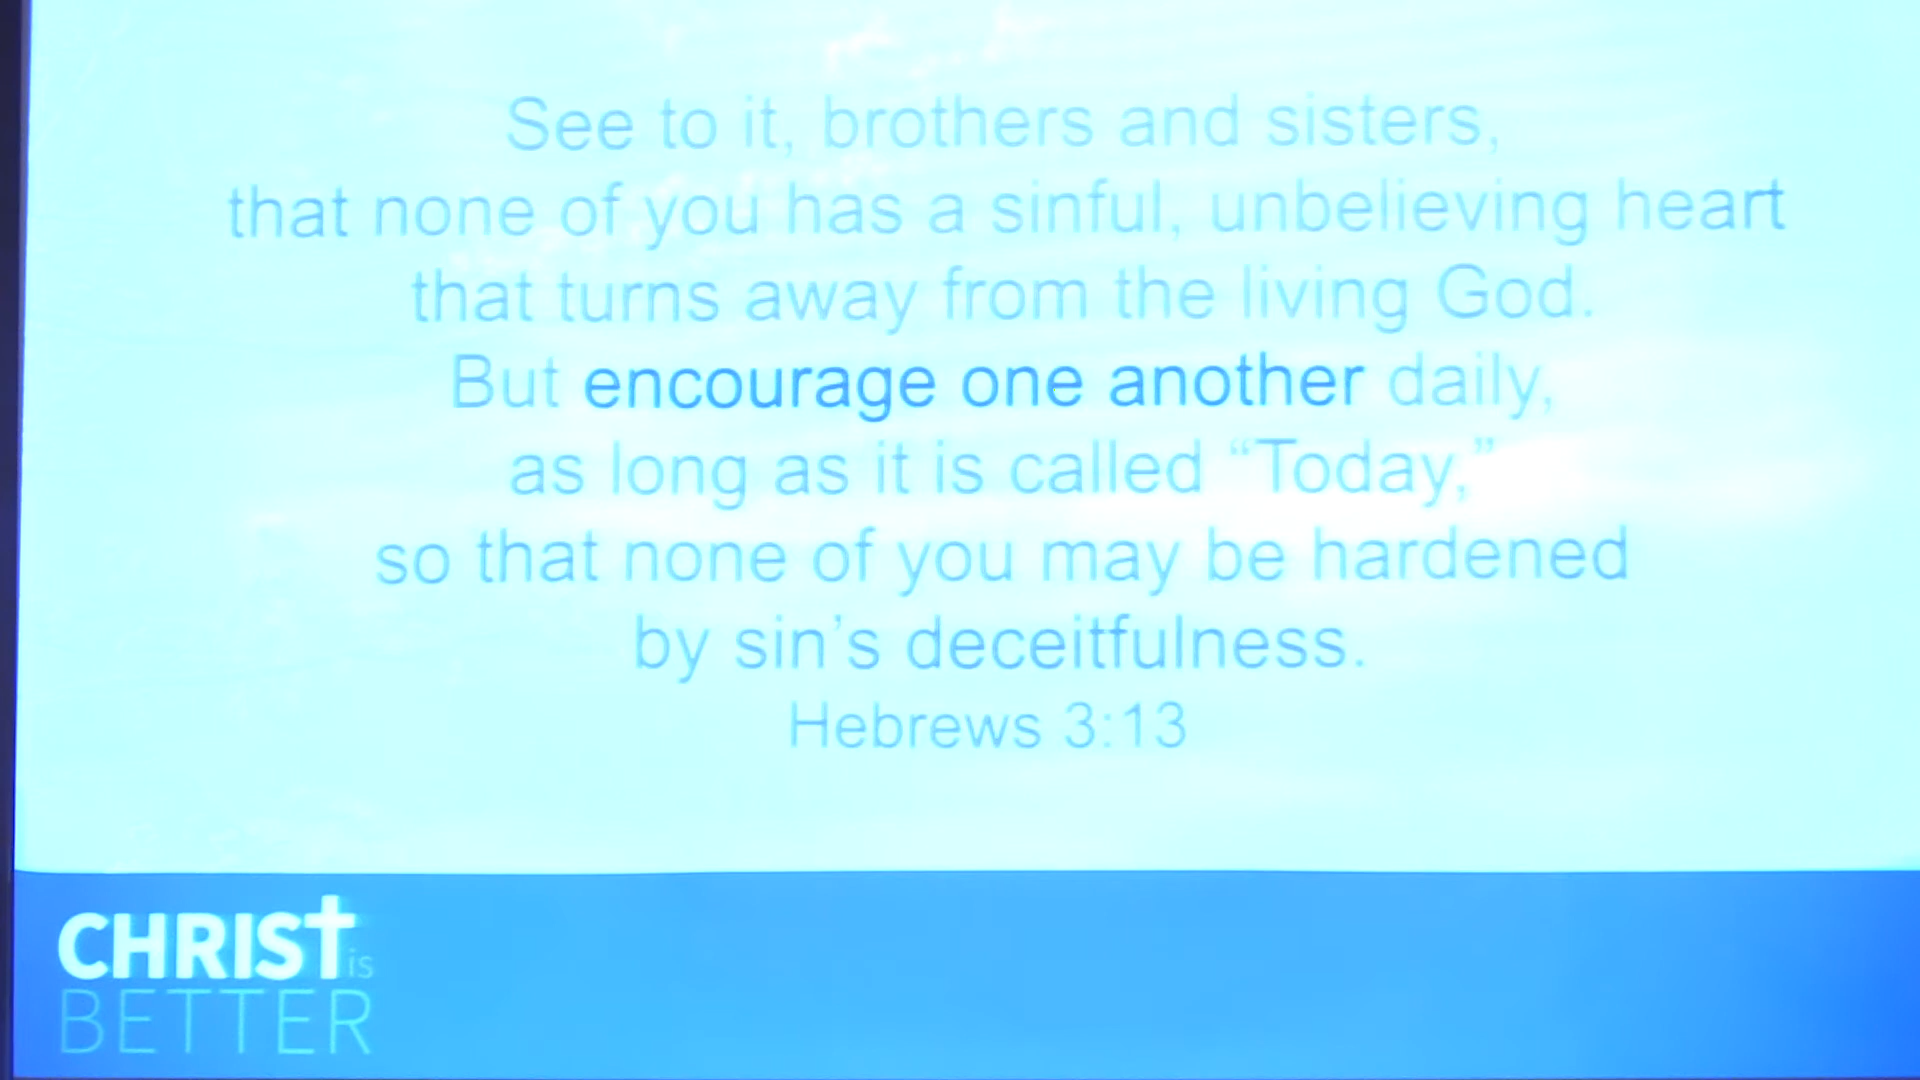 See to it, brothers and sisters,
that none of you has a sinful, unbelieving heart
that turns away from the living God.
But encourage one another daily,
as long as it is called “Today,”
so that none of you may be hardened
by sin’s deceitfulness.
Hebrews 3:13
CHRIST is
BETTER